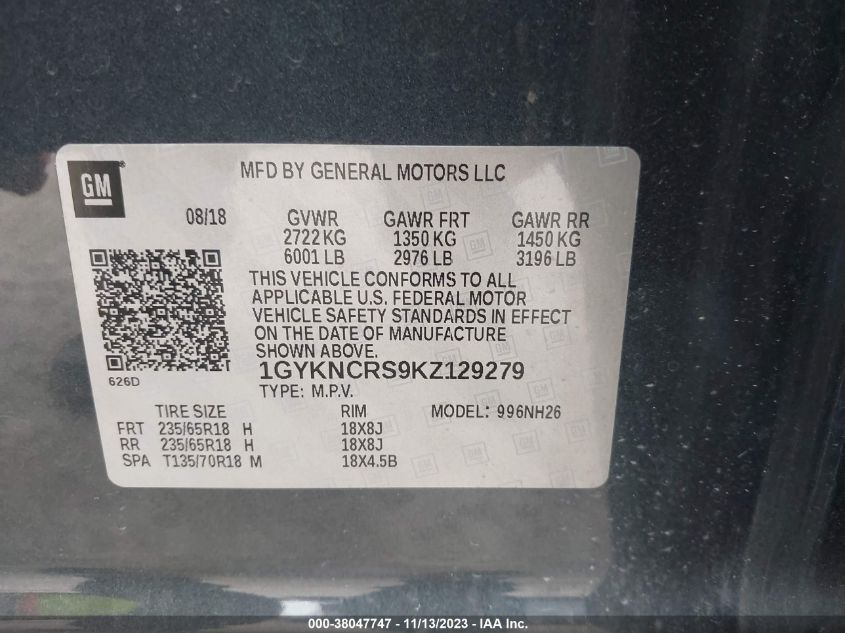 GM
MFD BY GENERAL MOTORS LLC
08/18 GVWR GAWR FRT GAWR RR
2722 KG 1350 KG 1450 KG
6001 LB 2976 LB 3196 LB
THIS VEHICLE CONFORMS TO ALL
APPLICABLE U.S. FEDERAL MOTOR
VEHICLE SAFETY STANDARDS IN EFFECT
ON THE DATE OF MANUFACTURE
SHOWN ABOVE.
626D
1GYKNCRS9KZ129279
TYPE: M.P.V.
TIRE SIZE RIM MODEL: 996NH26
FRT 235/65R18 H 18X8J
RR 235/65R18 H 18X8J
SPA T135/70R18 M 18X4.5B
000-38047747 - 11/13/2023 - IAA Inc.